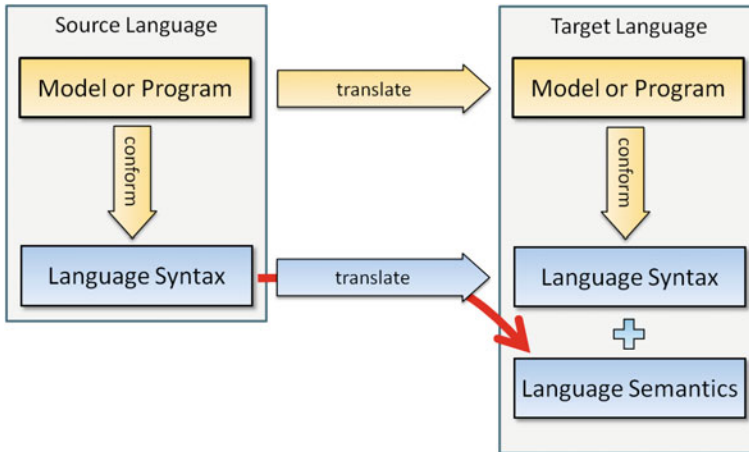 Source Language
Target Language
Model or Program
translate
Model or Program
conform
conform
Language Syntax
translate
Language Syntax
Language Semantics